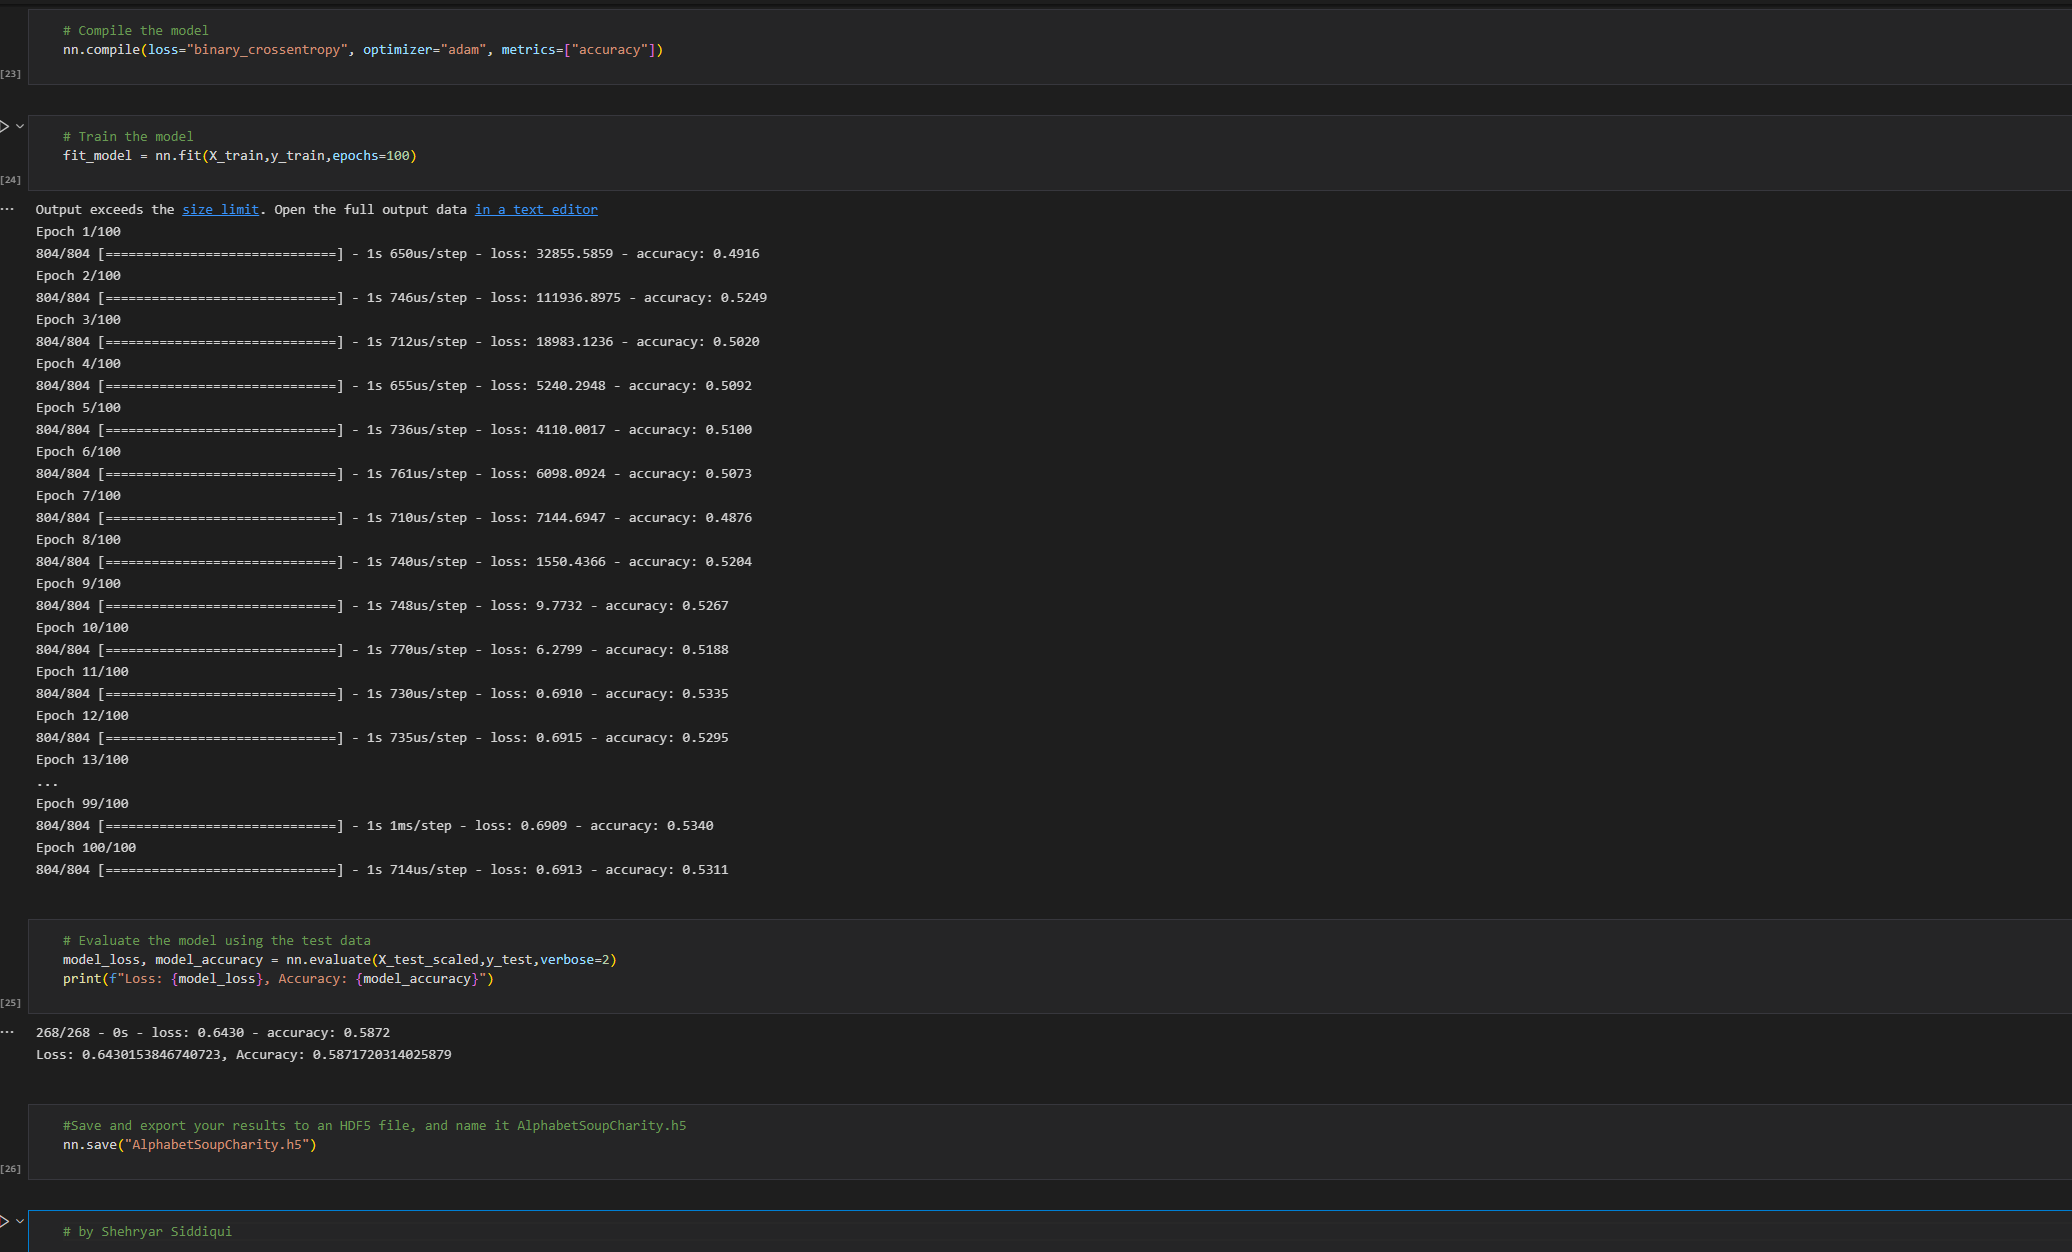 # Compile the model
nn.compile(loss="binary_crossentropy", optimizer="adam", metrics=["accuracy"])
[23]
# Train the model
fit_model = nn.fit(X_train,y_train,epochs=100)
[24]
... Output exceeds the size limit. Open the full output data in a text editor
Epoch 1/100
804/804 [==============================] - 1s 650us/step - loss: 32855.5859 - accuracy: 0.4916
Epoch 2/100
804/804 [==============================] - 1s 746us/step - loss: 111936.8975 - accuracy: 0.5249
Epoch 3/100
804/804 [==============================] - 1s 712us/step - loss: 18983.1236 - accuracy: 0.5020
Epoch 4/100
804/804 [==============================] - 1s 655us/step - loss: 5240.2948 - accuracy: 0.5092
Epoch 5/100
804/804 [==============================] - 1s 736us/step - loss: 4110.0017 - accuracy: 0.5100
Epoch 6/100
804/804 [==============================] - 1s 761us/step - loss: 6098.0924 - accuracy: 0.5073
Epoch 7/100
804/804 [==============================] - 1s 710us/step - loss: 7144.6947 - accuracy: 0.4876
Epoch 8/100
804/804 [==============================] - 1s 740us/step - loss: 1550.4366 - accuracy: 0.5204
Epoch 9/100
804/804 [==============================] - 1s 748us/step - loss: 9.7732 - accuracy: 0.5267
Epoch 10/100
804/804 [==============================] - 1s 770us/step - loss: 6.2799 - accuracy: 0.5188
Epoch 11/100
804/804 [==============================] - 1s 730us/step - loss: 0.6910 - accuracy: 0.5335
Epoch 12/100
804/804 [==============================] - 1s 735us/step - loss: 0.6915 - accuracy: 0.5295
Epoch 13/100
...
Epoch 99/100
804/804 [==============================] - 1s 1ms/step - loss: 0.6909 - accuracy: 0.5340
Epoch 100/100
804/804 [==============================] - 1s 714us/step - loss: 0.6913 - accuracy: 0.5311
# Evaluate the model using the test data
model_loss, model_accuracy = nn.evaluate(X_test_scaled,y_test,verbose=2)
print(f"Loss: {model_loss}, Accuracy: {model_accuracy}")
[25]
... 268/268 - 0s - loss: 0.6430 - accuracy: 0.5872
Loss: 0.6430153846740723, Accuracy: 0.5871720314025879
#Save and export your results to an HDF5 file, and name it AlphabetSoupCharity.h5
nn.save("AlphabetSoupCharity.h5")
[26]
# by Shehryar Siddiqui